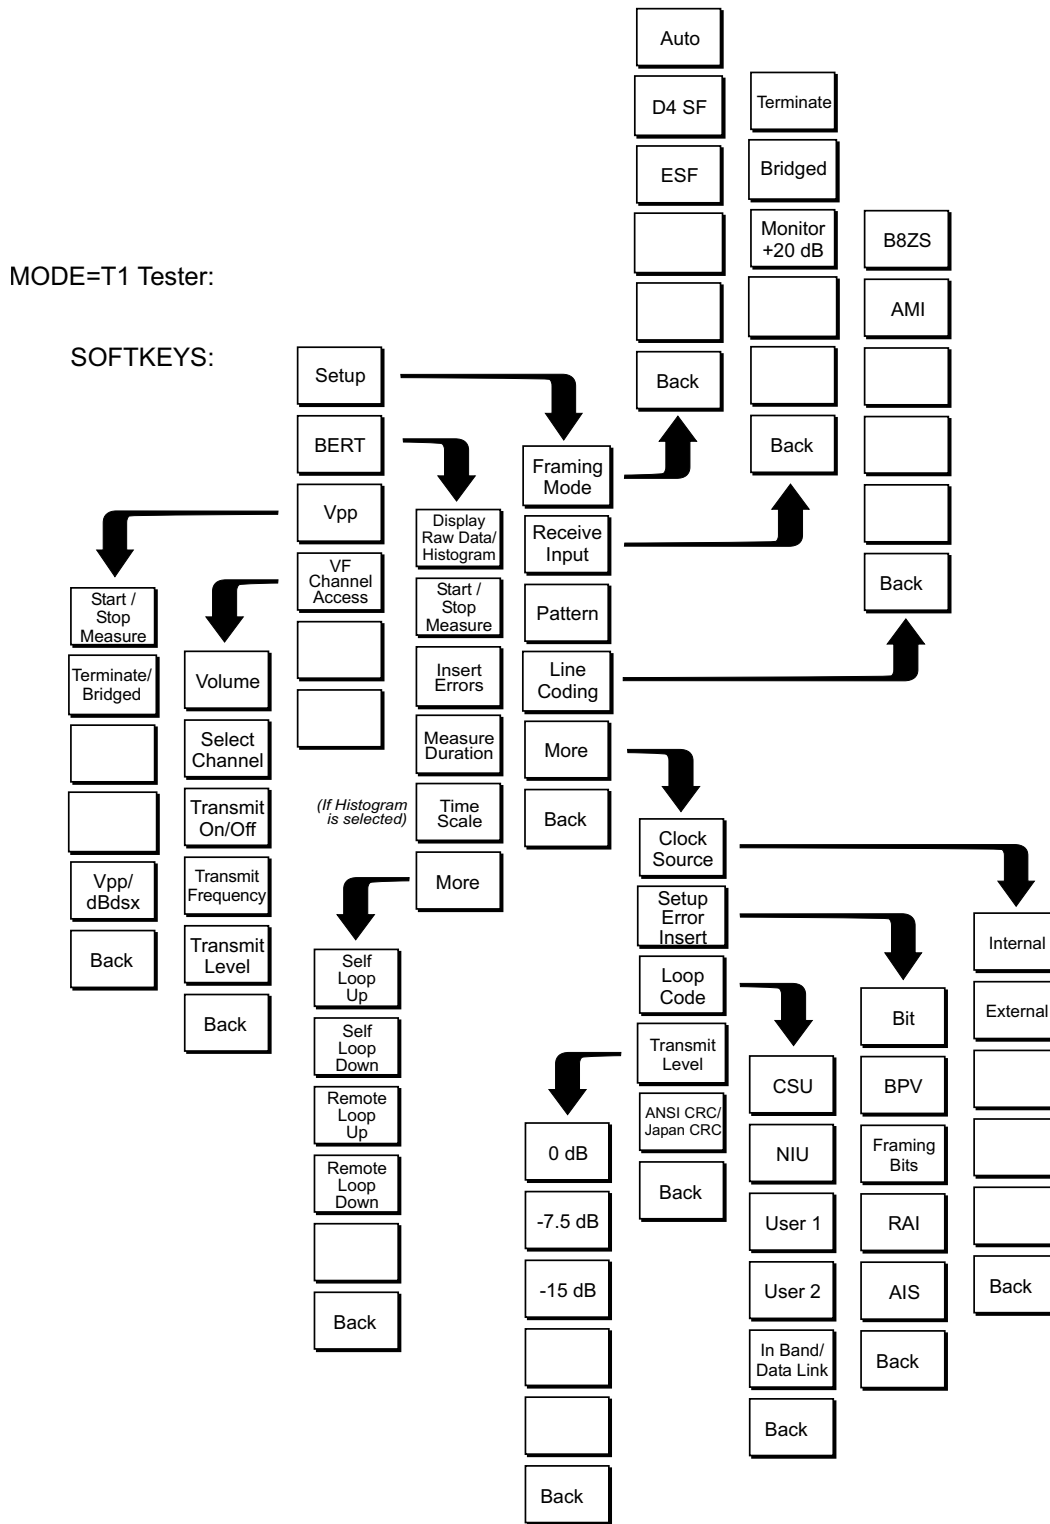 MODE=T1 Tester:
SOFTKEYS:
Setup
BERT
Vpp
VF
Channel
Access
Start /
Stop
Measure
Terminate/
Bridged
Vpp/
dBdsx
Back
Volume
Select
Channel
Transmit
On/Off
Transmit
Frequency
Transmit
Level
Back
Display
Raw Data/
Histogram
Start /
Stop
Measure
Insert
Errors
Measure
Duration
(If Histogram
is selected)
Time
Scale
More
Self
Loop
Up
Self
Loop
Down
Remote
Loop
Up
Remote
Loop
Down
Back
Framing
Mode
Receive
Input
Pattern
Line
Coding
More
Back
Auto
D4 SF
ESF
Back
Terminate
Bridged
Monitor
+20 dB
Back
B8ZS
AMI
Back
Clock
Source
Setup
Error
Insert
Loop
Code
Transmit
Level
ANSI CRC/
Japan CRC
Back
0 dB
-7.5 dB
-15 dB
Back
CSU
NIU
User 1
User 2
In Band/
Data Link
Back
Bit
BPV
Framing
Bits
RAI
AIS
Back
Internal
External
Back